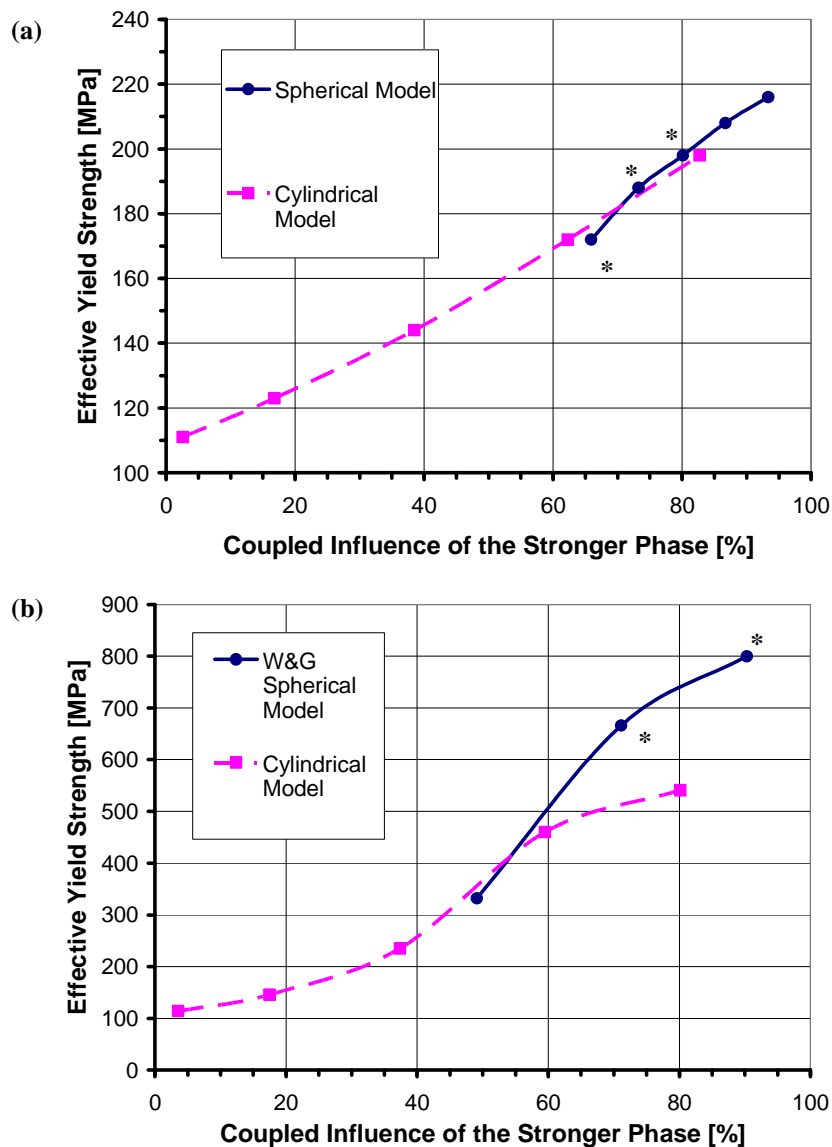 (a)
240
220
200
180
160
140
120
100
Effective Yield Strength [MPa]
Spherical Model
Cylindrical
Model
*
*
*
0
20
40
60
80
100
Coupled Influence of the Stronger Phase [%]
(b)
900
800
700
600
500
400
300
200
100
0
Effective Yield Strength [MPa]
W&G
Spherical
Model
Cylindrical
Model
*
*
0
20
40
60
80
100
Coupled Influence of the Stronger Phase [%]